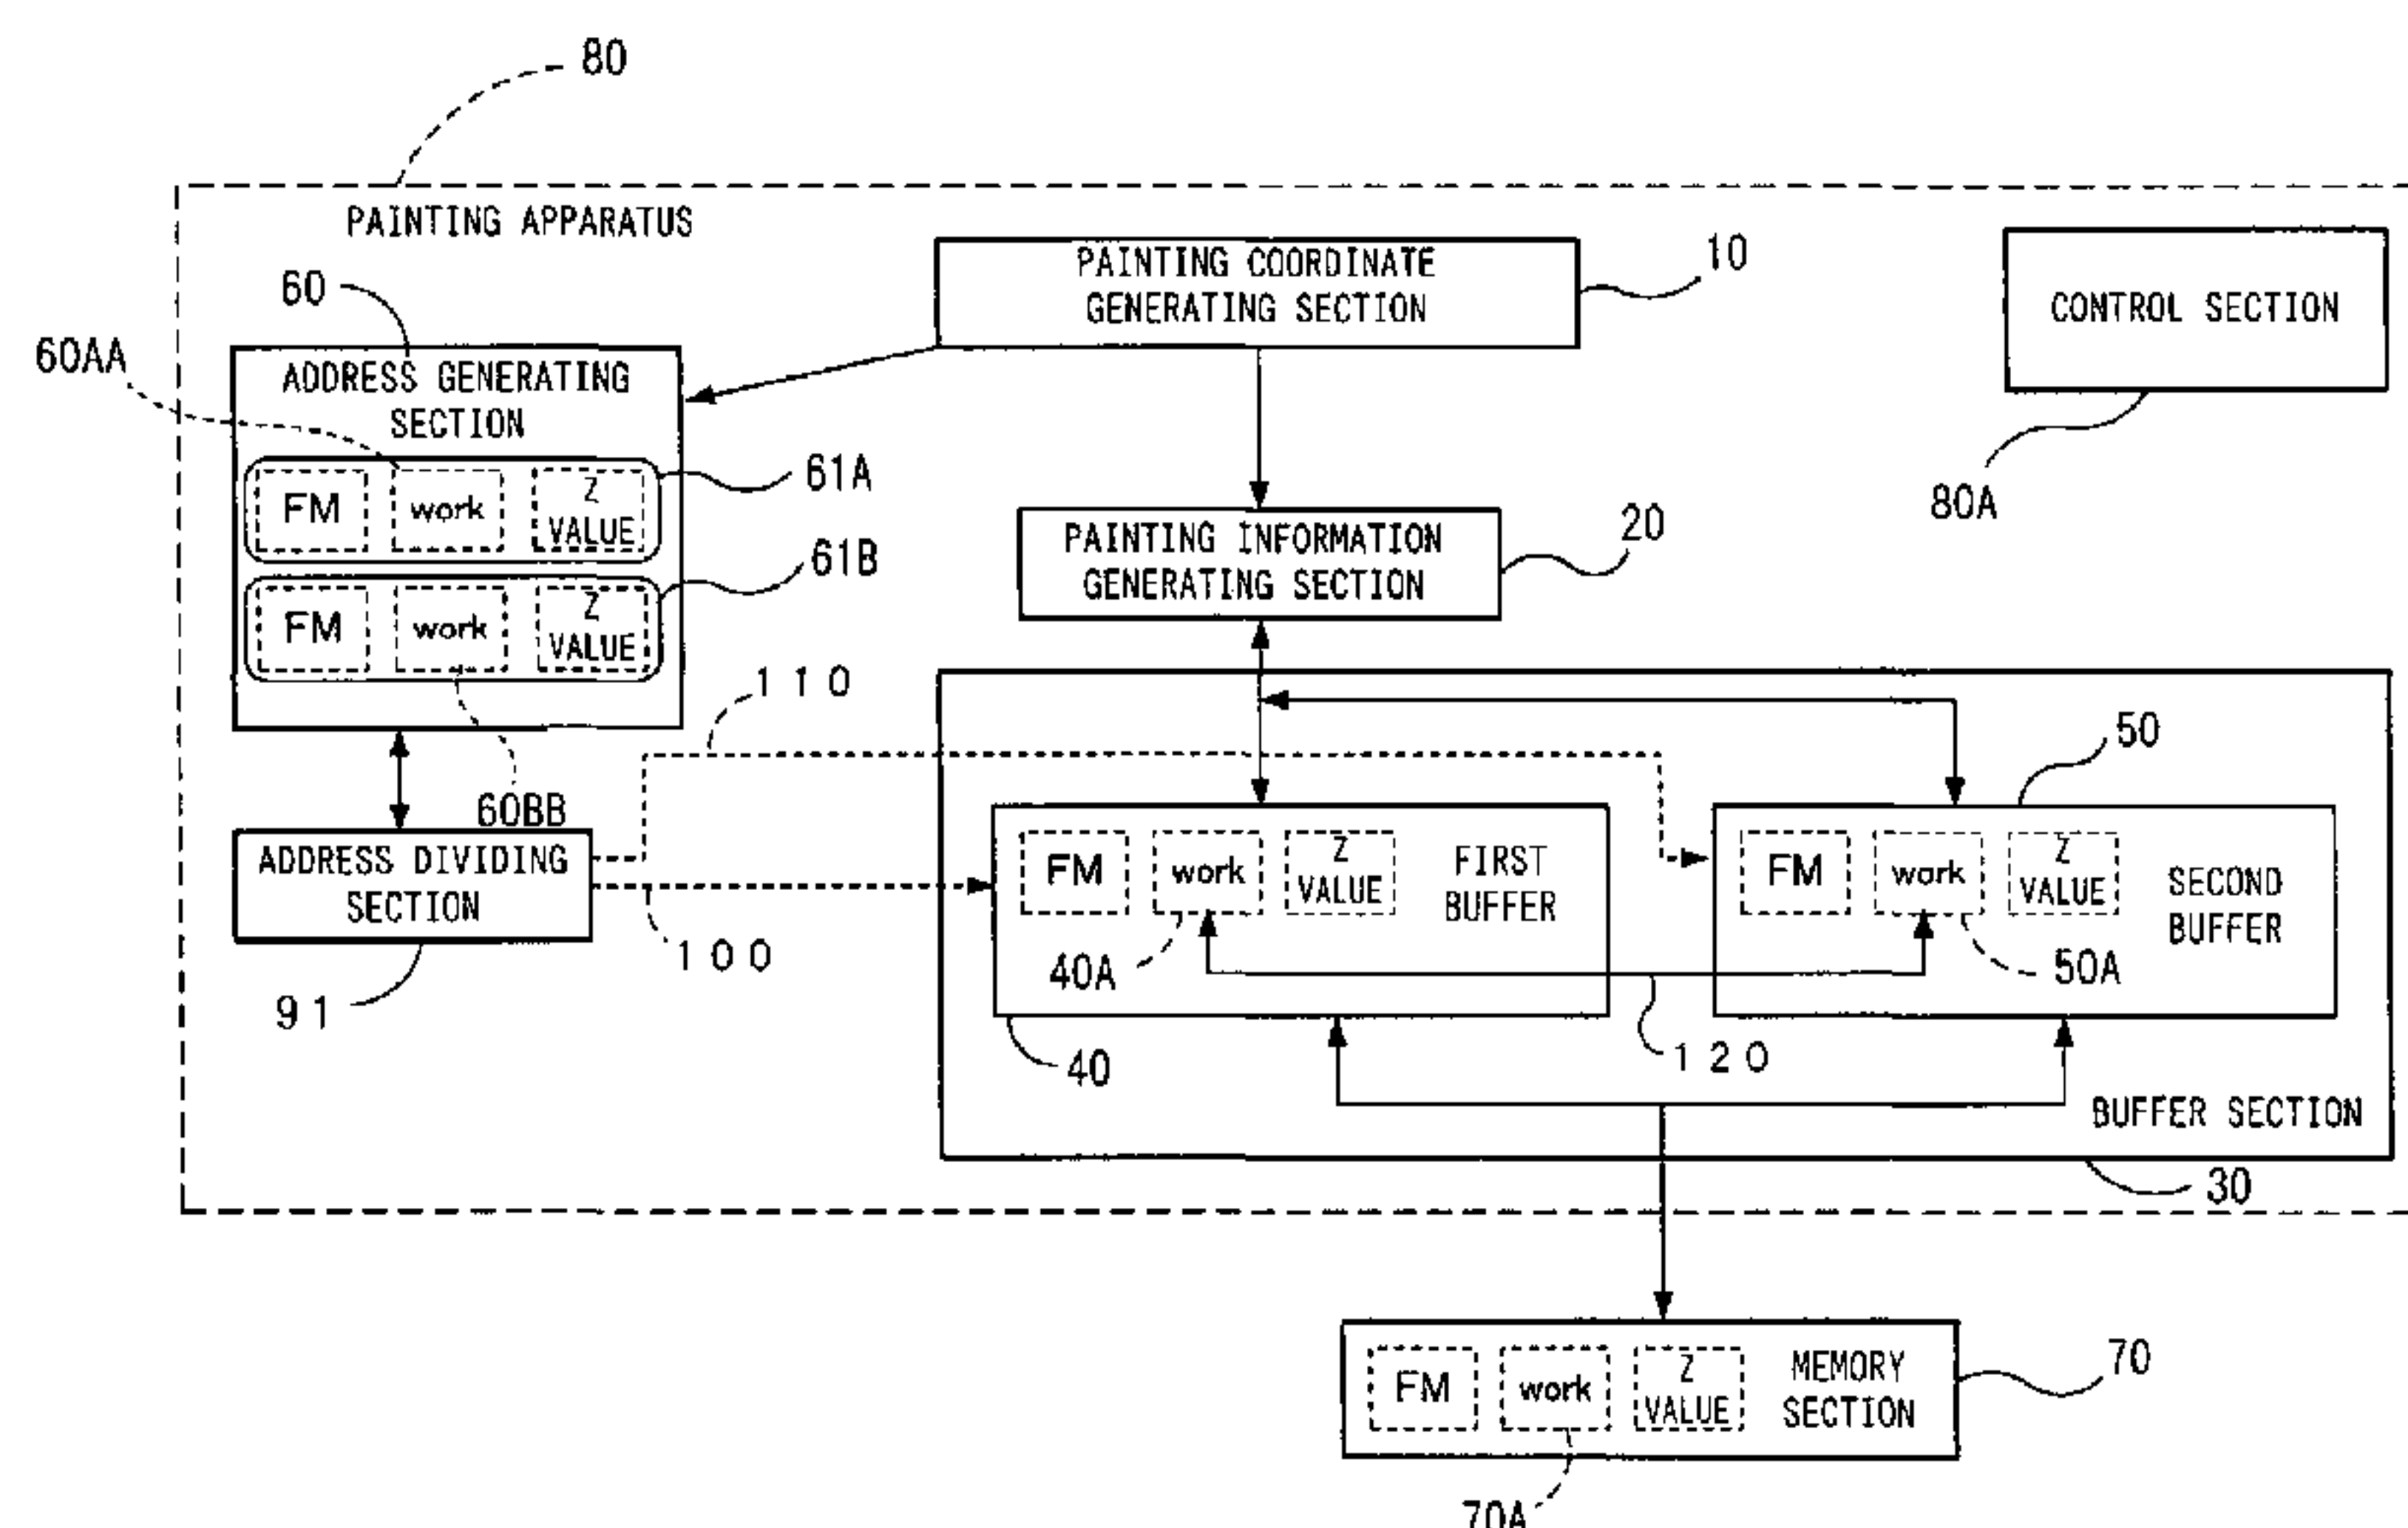 80
PAINTING APPARATUS
PAINTING COORDINATE
GENERATING SECTION
10
CONTROL SECTION
80A
60
60AA
ADDRESS GENERATING
SECTION
FM
work
Z
VALUE
61A
FM
work
Z
VALUE
61B
60BB
PAINTING INFORMATION
GENERATING SECTION
20
110
ADDRESS DIVIDING
SECTION
91
100
50
FM
work
Z
VALUE
FIRST
BUFFER
40A
40
FM
work
Z
VALUE
SECOND
BUFFER
50A
120
BUFFER SECTION
30
FM
work
Z
VALUE
MEMORY
SECTION
70
70A